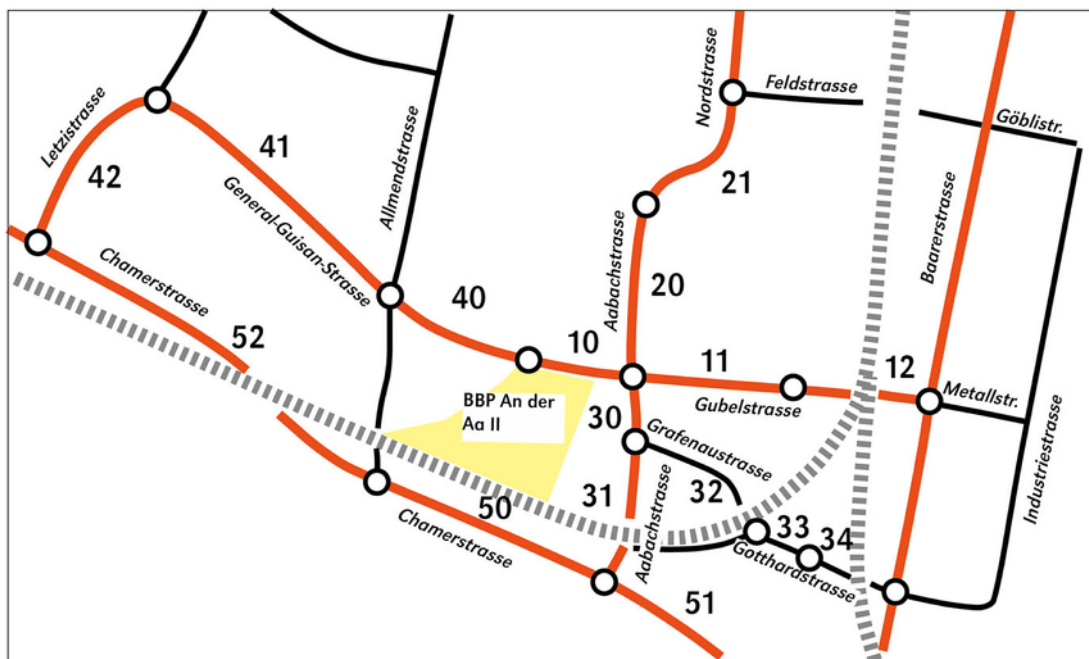 Nordstrasse
Feldstrasse
Göblistr.
Letzistrasse
41
Allmendstrasse
42
21
General-Guisan-Strasse
Baarerstrasse
Chamerstrasse
Aabachstrasse
20
40
52
10
11
12
Metallstr.
BBP An der
Aa II
Gubelstrasse
30
Grafenaustrasse
Industriestrasse
32
31
50
Aabachstrasse
33
34
Chamerstrasse
Gotthardstrasse
51